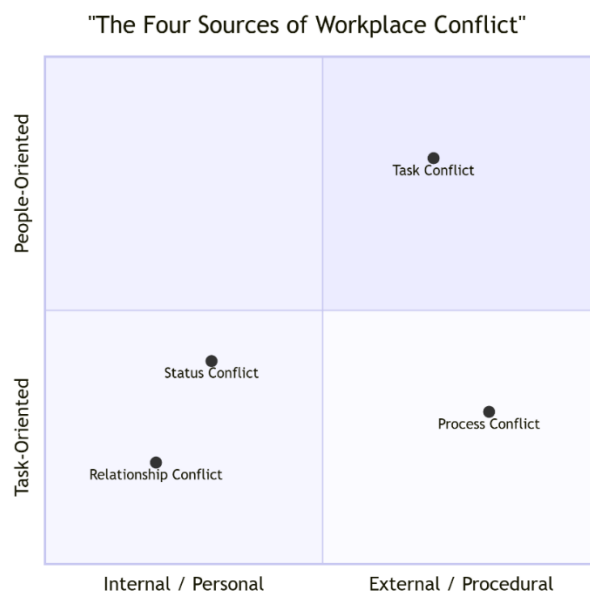 "The Four Sources of Workplace Conflict"
People-Oriented
Task Conflict
Status Conflict
Process Conflict
Relationship Conflict
Task-Oriented
Internal / Personal
External / Procedural